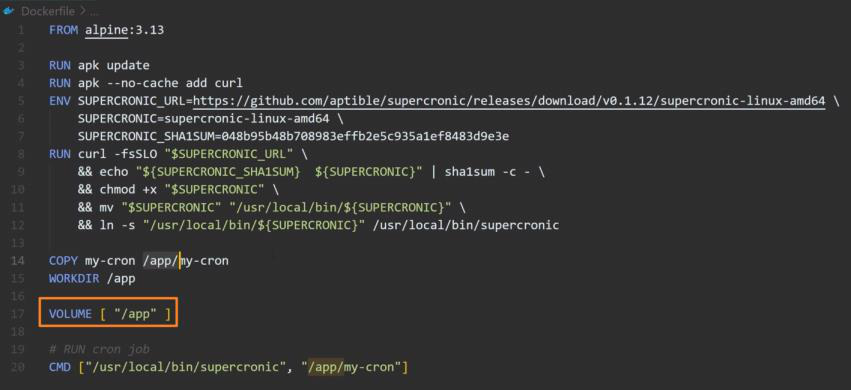 Dockerfile > ...
1 FROM alpine:3.13
2
3 RUN apk update
4 RUN apk --no-cache add curl
5 ENV SUPERCRONIC_URL=https://github.com/aptible/supercronic/releases/download/v0.1.12/supercronic-linux-amd64 \
6 SUPERCRONIC=supercronic-linux-amd64 \
7 SUPERCRONIC_SHA1SUM=048b95b48b708983effb2e5c935a1ef8483d9e3e
8 RUN curl -fsSLO "$SUPERCRONIC_URL" \
9 && echo "${SUPERCRONIC_SHA1SUM}  ${SUPERCRONIC}" | sha1sum -c - \
10 && chmod +x "$SUPERCRONIC" \
11 && mv "$SUPERCRONIC" "/usr/local/bin/${SUPERCRONIC}" \
12 && ln -s "/usr/local/bin/${SUPERCRONIC}" /usr/local/bin/supercronic
13
14 COPY my-cron /app/my-cron
15 WORKDIR /app
16
17 VOLUME [ "/app" ]
18
19 # RUN cron job
20 CMD ["/usr/local/bin/supercronic", "/app/my-cron"]